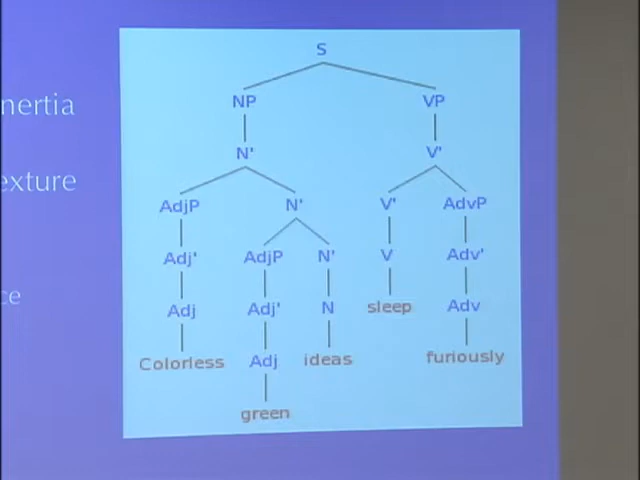 nertia
exture
ce
S
NP VP
N' V'
AdjP N' V' AdvP
Adj' AdjP N' V Adv'
Adj Adj' N sleep Adv
Colorless Adj ideas furiously
green